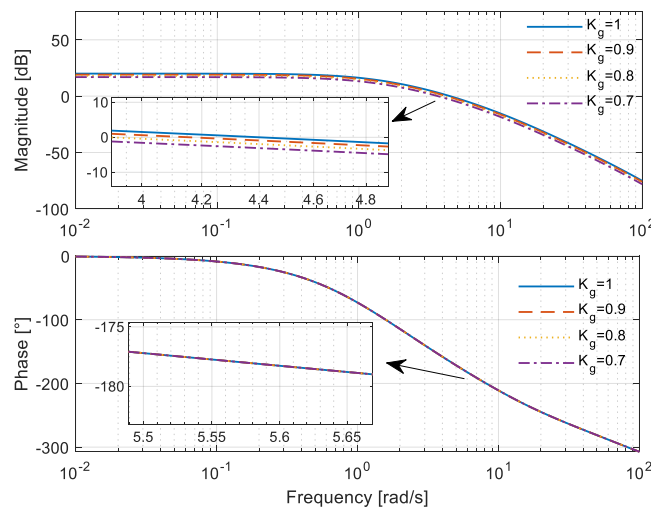 50
0
-50
-100
Magnitude [dB]
K_g=1
K_g=0.9
K_g=0.8
K_g=0.7
10
0
-10
4 4.2 4.4 4.6 4.8
10^-2 10^-1 10^0 10^1 10^2
0
-100
-200
-300
Phase [°]
K_g=1
K_g=0.9
K_g=0.8
K_g=0.7
-175
-180
5.5 5.55 5.6 5.65
10^-2 10^-1 10^0 10^1 10^2
Frequency [rad/s]